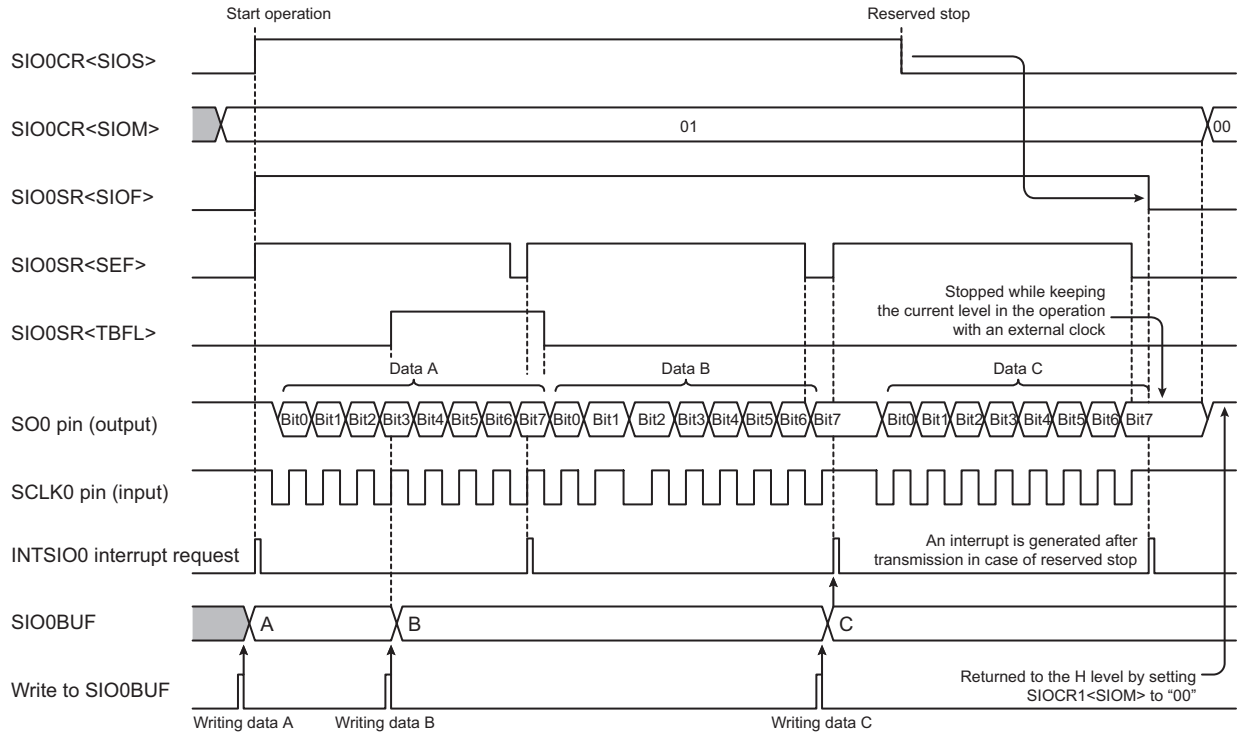 Start operation
Reserved stop
SIO0CR<SIOS>
SIO0CR<SIOM>
01
00
SIO0SR<SIOF>
SIO0SR<SEF>
Stopped while keeping
the current level in the operation
with an external clock
SIO0SR<TBFL>
Data A
Data B
Data C
SO0 pin (output)
Bit0 Bit1 Bit2 Bit3 Bit4 Bit5 Bit6 Bit7 Bit0 Bit1 Bit2 Bit3 Bit4 Bit5 Bit6 Bit7 Bit0 Bit1 Bit2 Bit3 Bit4 Bit5 Bit6 Bit7
SCLK0 pin (input)
INTSIO0 interrupt request
An interrupt is generated after
transmission in case of reserved stop
SIO0BUF
A
B
C
Write to SIO0BUF
Returned to the H level by setting
SIOCR1<SIOM> to “00”
Writing data A
Writing data B
Writing data C